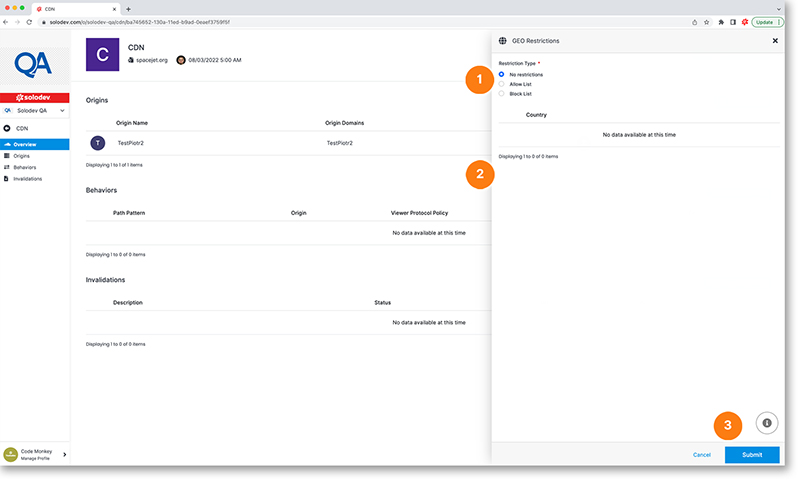 CDN
solodev.com/o/solodev-qa/cdn/ba745652-130a-11ed-b9ad-0eaef3759f5f
Update
QA
solodev
QA Solodev QA
CDN
Overview
Origins
Behaviors
Invalidations
Code Monkey
Manage Profile
C
CDN
spacejet.org 08/03/2022 5:00 AM
Origins
Origin Name Origin Domains
T TestPiotr2 TestPiotr2
Displaying 1 to 1 of 1 items
Behaviors
Path Pattern Origin Viewer Protocol Policy
No data available at this time
Displaying 1 to 0 of 0 items
Invalidations
Description Status
No data available at this time
Displaying 1 to 0 of 0 items
GEO Restrictions
1
Restriction Type *
No restrictions
Allow List
Block List
Country
No data available at this time
Displaying 1 to 0 of 0 items
2
3
Cancel Submit